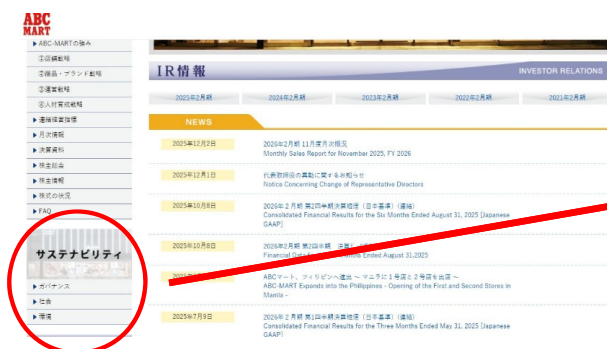 ABC
MART
▶ABC-MARTの強み
①店舗戦略
②商品・ブランド戦略
③運営戦略
④人材育成戦略
▶連結経営指標
▶月次情報
▶決算資料
▶株主総会
▶株主情報
▶株式の状況
▶FAQ
サステナビリティ
▶ガバナンス
▶社会
▶環境
IR情報
INVESTOR RELATIONS
2025年2月期 2024年2月期 2023年2月期 2022年2月期 2021年2月期
NEWS
2025年12月2日
2026年2月期 11月度月次概況
Monthly Sales Report for November 2025, FY 2026
2025年12月1日
代表取締役の異動に関するお知らせ
Notice Concerning Change of Representative Directors
2025年10月8日
2026年2月期 第2四半期決算短信（日本基準）(連結)
Consolidated Financial Results for the Six Months Ended August 31, 2025 [Japanese
GAAP]
2025年10月8日
2026年2月期 第2四半期
Financial
Ended August 31,2025
ABCマート、フィリピンへ進出 ～ マニラに1号店と2号店を出店 ～
ABC-MART Expands into the Philippines - Opening of the First and Second Stores in
Manila -
2025年7月9日
2026年2月期 第1四半期決算短信（日本基準）(連結)
Consolidated Financial Results for the Three Months Ended May 31, 2025 [Japanese
GAAP]